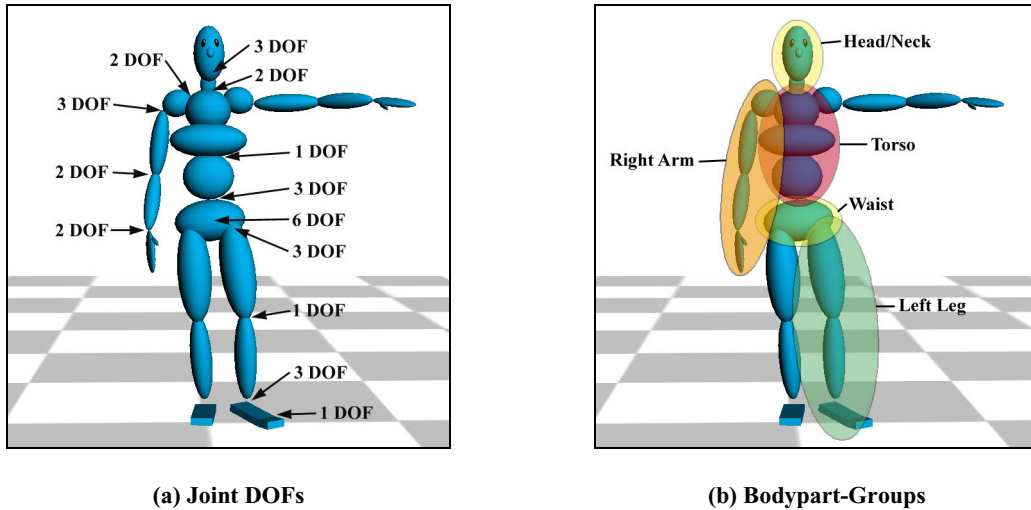 3 DOF
2 DOF
2 DOF
3 DOF
1 DOF
2 DOF
3 DOF
6 DOF
2 DOF
3 DOF
1 DOF
3 DOF
1 DOF
(a) Joint DOFs
Head/Neck
Torso
Right Arm
Waist
Left Leg
(b) Bodypart-Groups